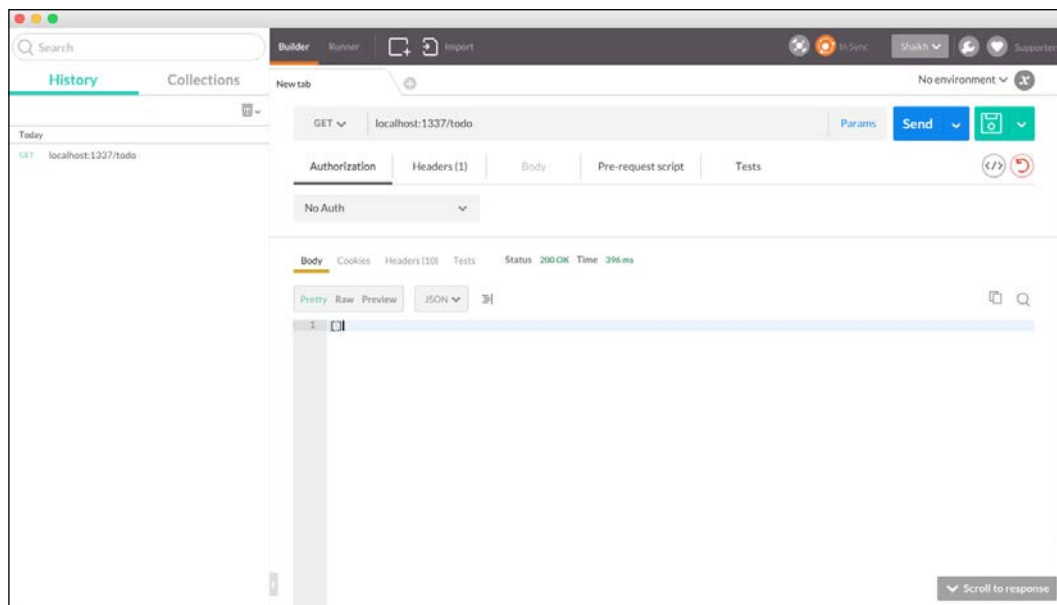 Search
History Collections
Today
GET localhost:1337/todo
Builder Runner Import In Sync Shaikh Supporter
New tab No environment
GET localhost:1337/todo Params Send
Authorization Headers (1) Body Pre-request script Tests
No Auth
Body Cookies Headers (10) Tests Status 200 OK Time 396 ms
Pretty Raw Preview JSON
1 []
Scroll to response